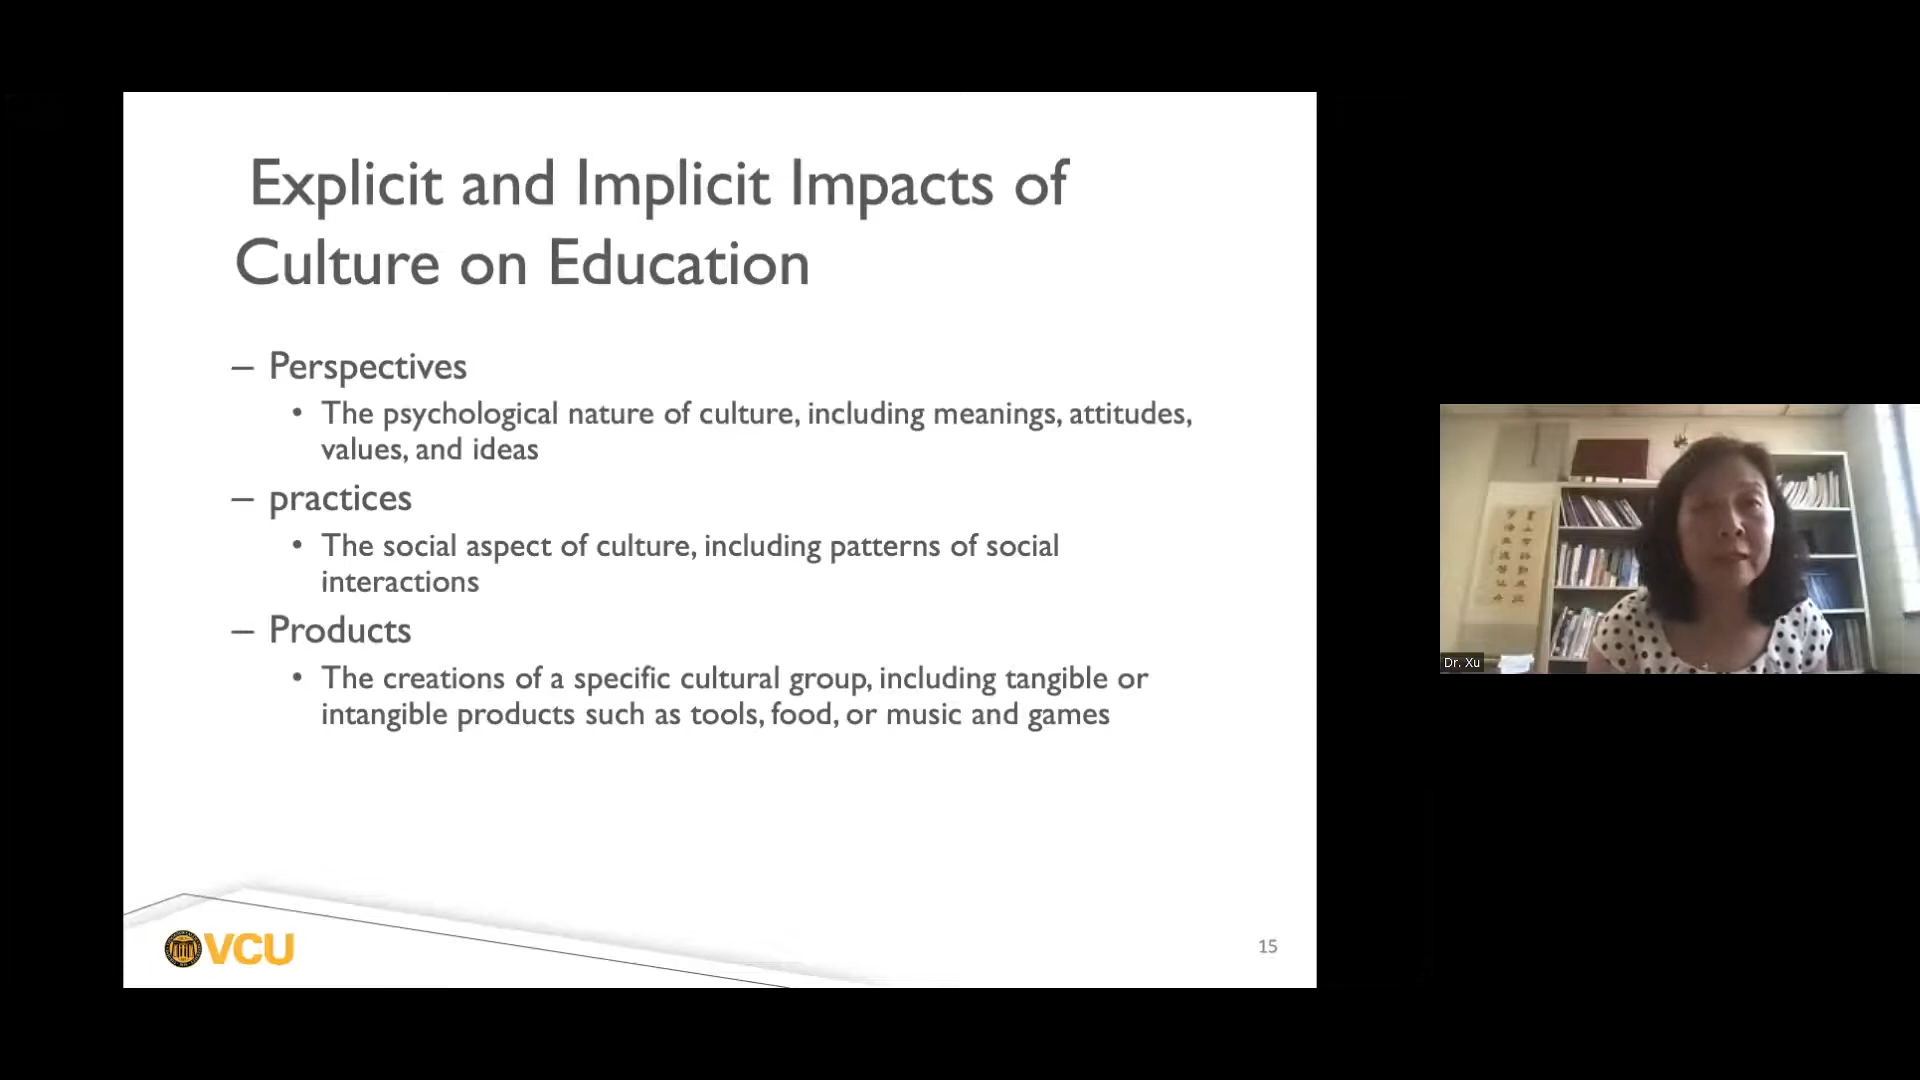 Explicit and Implicit Impacts of
Culture on Education
– Perspectives
• The psychological nature of culture, including meanings, attitudes,
values, and ideas
– practices
• The social aspect of culture, including patterns of social
interactions
– Products
• The creations of a specific cultural group, including tangible or
intangible products such as tools, food, or music and games
VCU
15
Dr. Xu